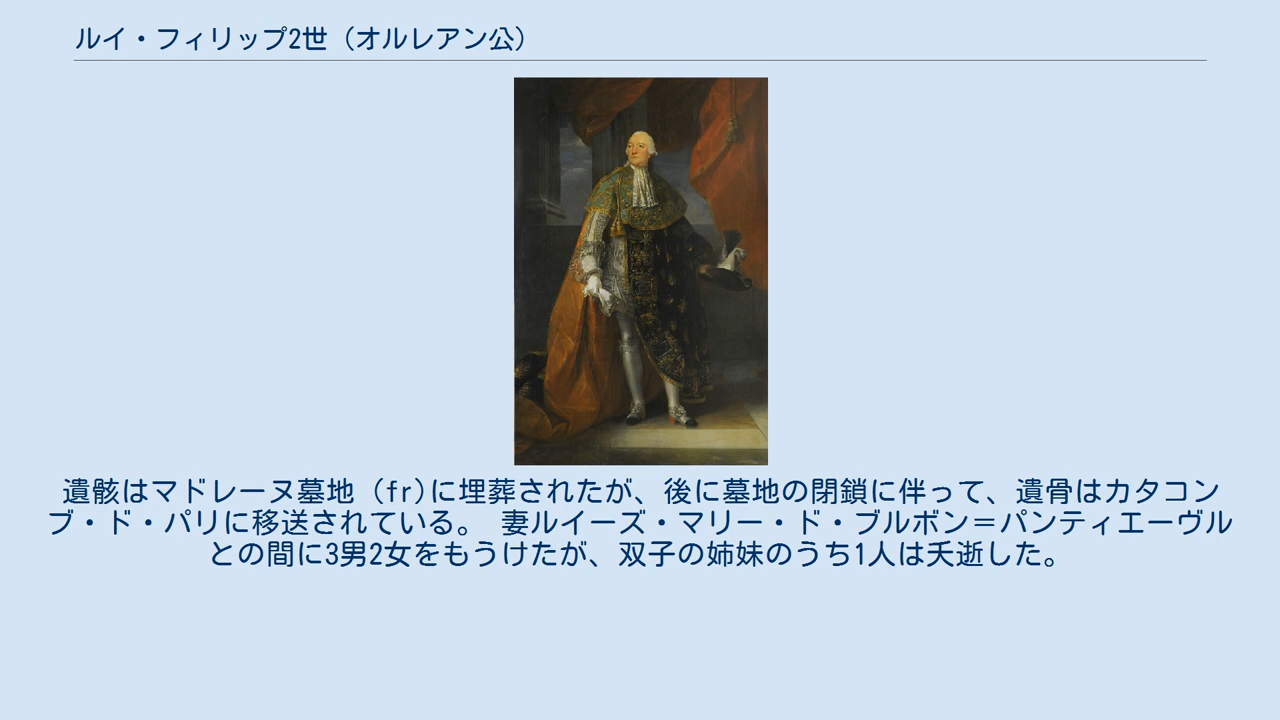 ルイ・フィリップ2世（オルレアン公）
遺骸はマドレーヌ墓地（fr)に埋葬されたが、後に墓地の閉鎖に伴って、遺骨はカタコン
ブ・ド・パリに移送されている。 妻ルイーズ・マリー・ド・ブルボン＝パンティエーヴル
との間に3男2女をもうけたが、双子の姉妹のうち1人は夭逝した。